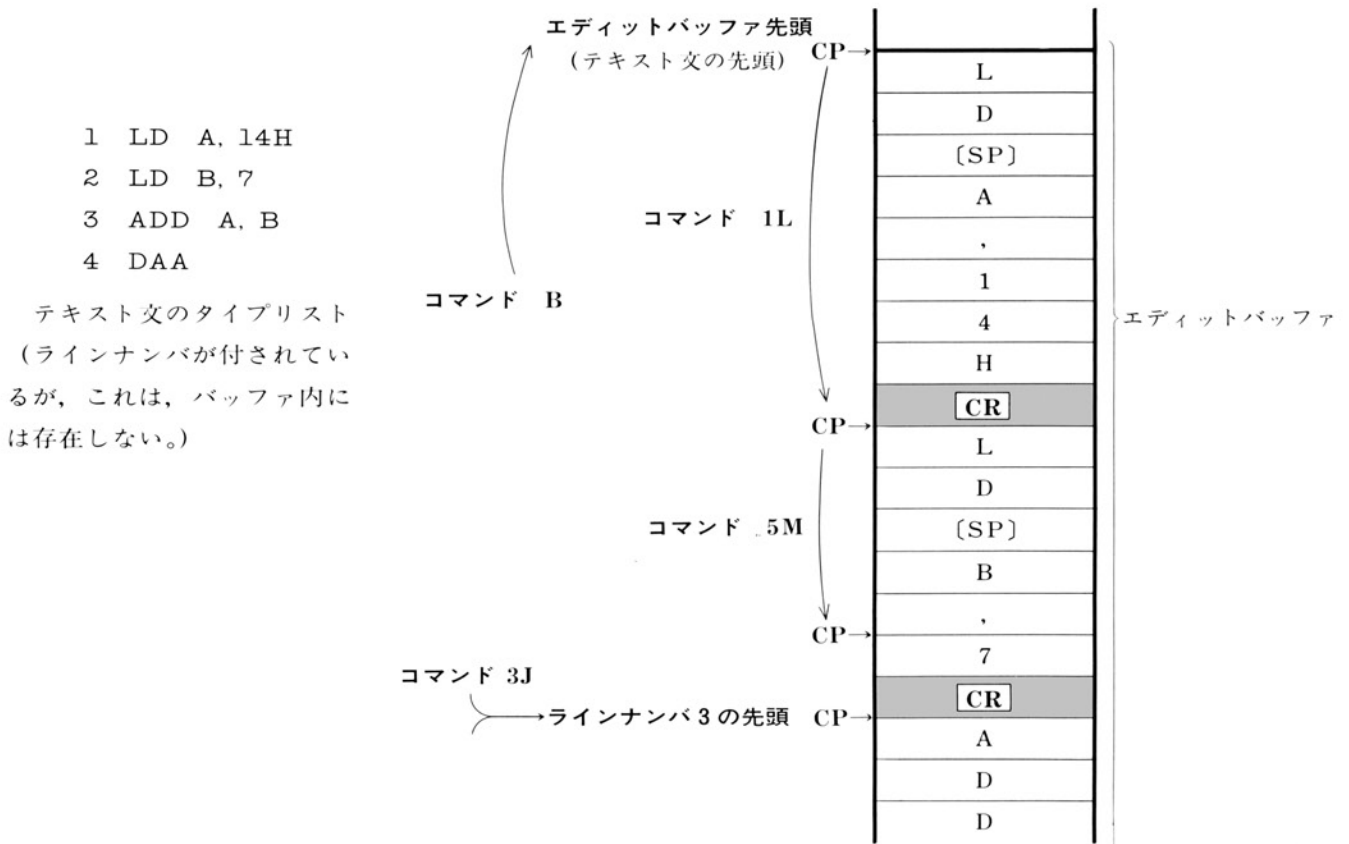 エディットバッファ先頭
(テキスト文の先頭)
CP→
1 LD A, 14H
2 LD B, 7
3 ADD A, B
4 DAA
テキスト文のタイプリスト
(ラインナンバが付されてい
るが，これは，バッファ内に
は存在しない。)
コマンド B
コマンド 1L
CP→
コマンド 5M
CP→
コマンド 3J
ラインナンバ3の先頭 CP→
L
D
〔SP〕
A
,
1
4
H
CR
L
D
〔SP〕
B
,
7
CR
A
D
D
エディットバッファ